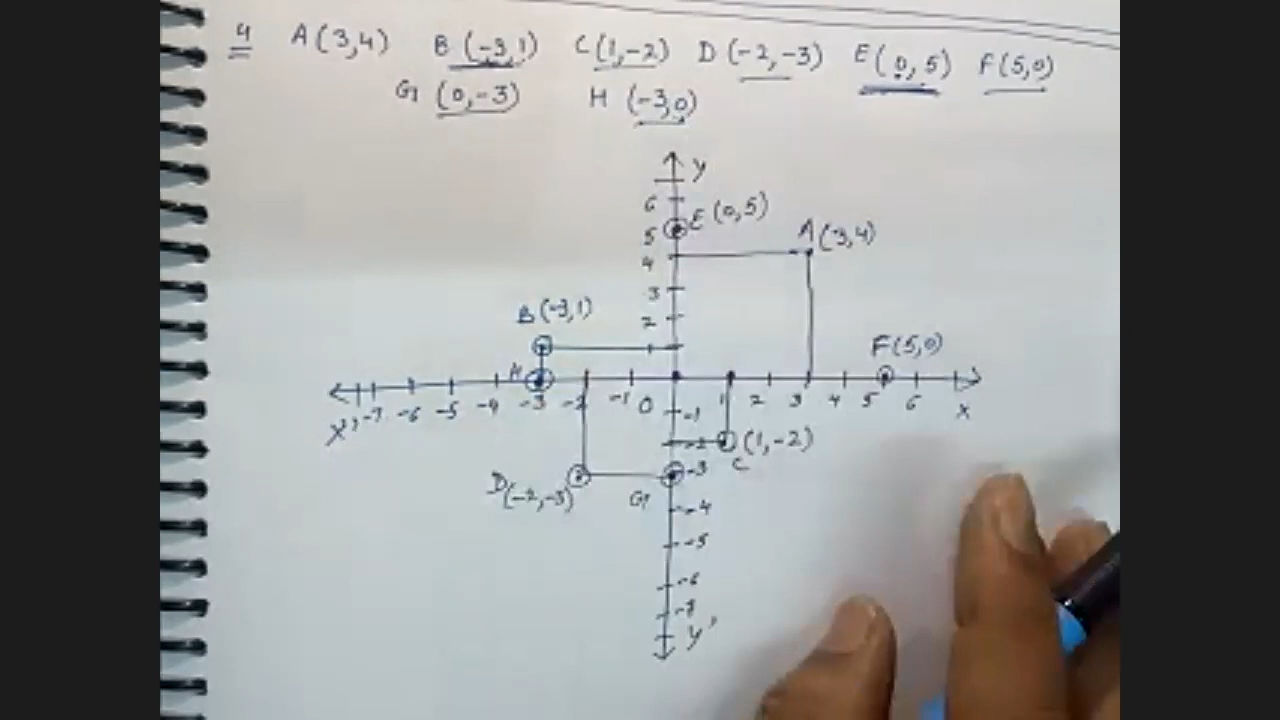 4 A(3,4) B(-3,1) C(1,-2) D(-2,-3) E(0,5) F(5,0)
G(0,-3) H(-3,0)
y
6
E(0,5)
5
A(3,4)
4
3
B(-3,1)
2
F(5,0)
H
X' -7 -6 -5 -4 -3 -2 -1 0 1 2 3 4 5 6 x
-1
-2 (1,-2)
C
-3
D(-2,-3) G
-4
-5
-6
-7
y'